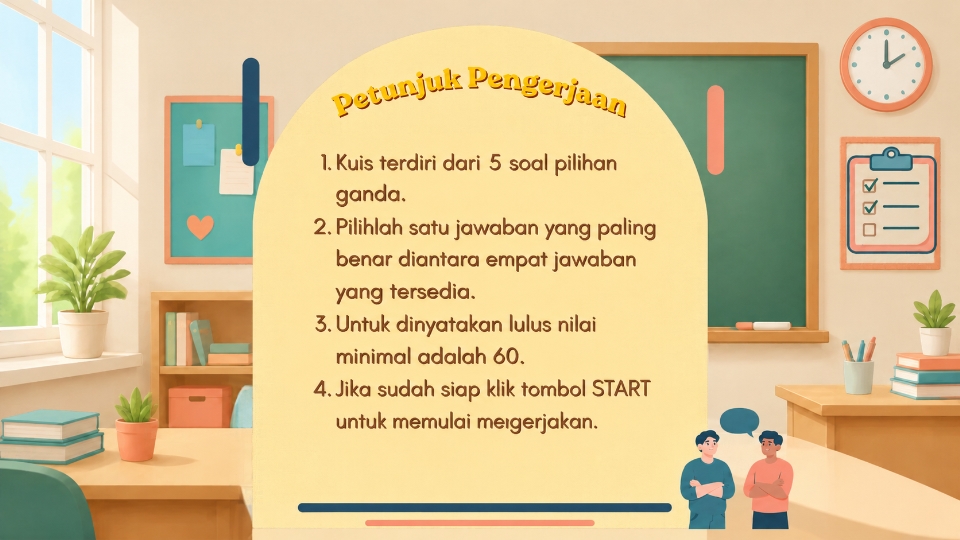 Petunjuk Pengerjaan
1. Kuis terdiri dari 5 soal pilihan
ganda.
2. Pilihlah satu jawaban yang paling
benar diantara empat jawaban
yang tersedia.
3. Untuk dinyatakan lulus nilai
minimal adalah 60.
4. Jika sudah siap klik tombol START
untuk memulai meıgerjakan.